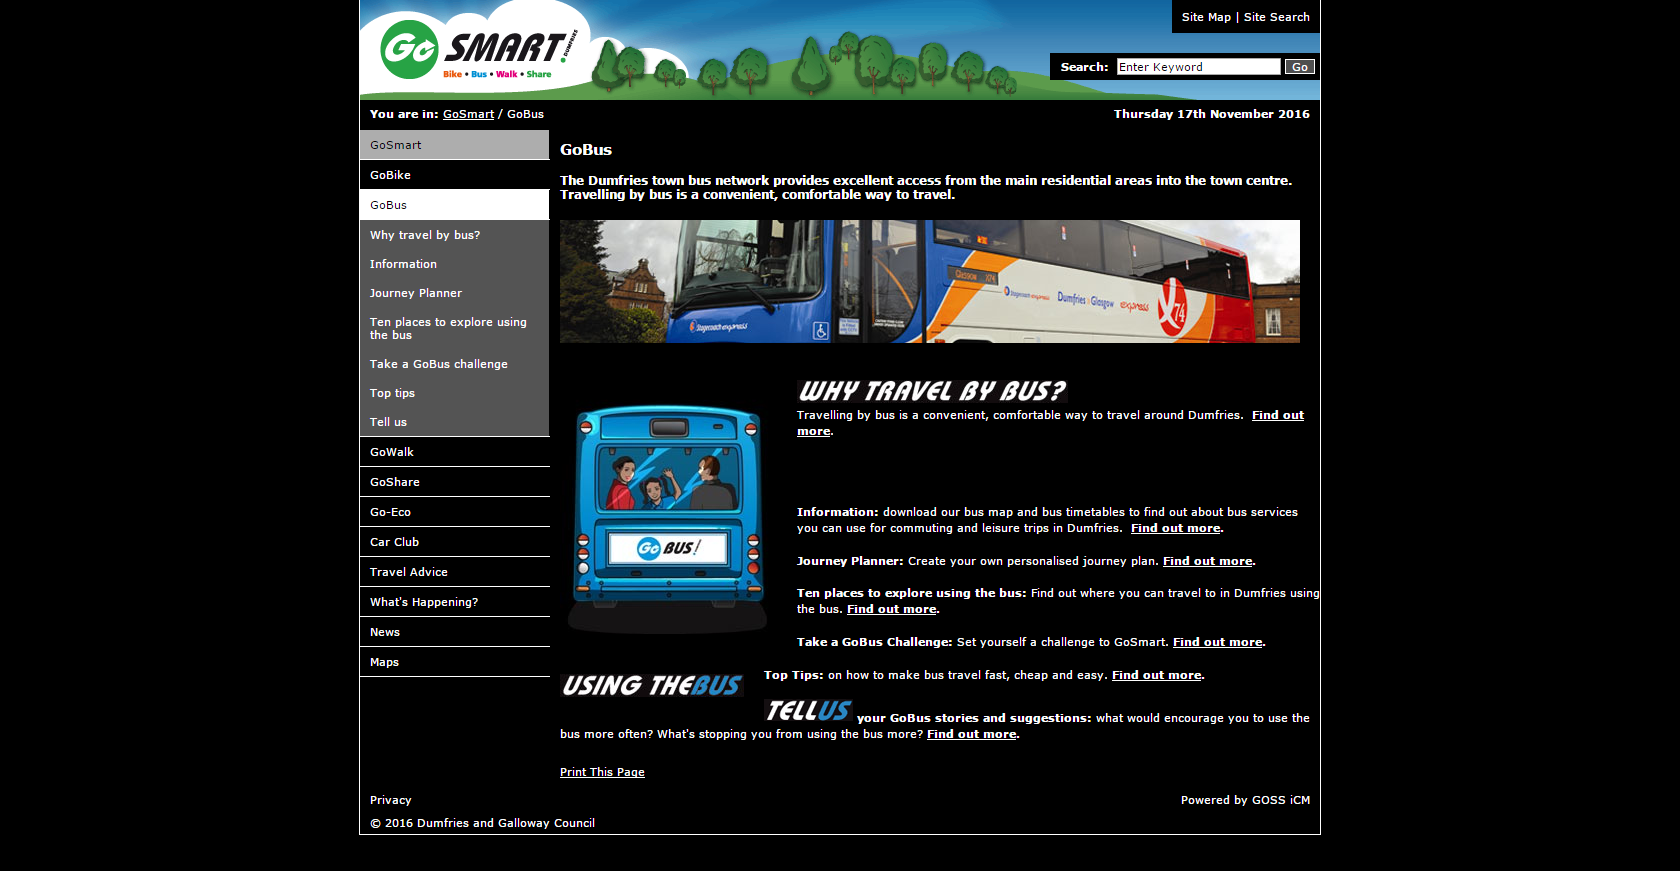 Site Map | Site Search
Go SMART! DUMFRIES
Bike • Bus • Walk • Share
Search: Enter Keyword Go
You are in: GoSmart / GoBus
Thursday 17th November 2016
GoSmart
GoBike
GoBus
Why travel by bus?
Information
Journey Planner
Ten places to explore using
the bus
Take a GoBus challenge
Top tips
Tell us
GoWalk
GoShare
Go-Eco
Car Club
Travel Advice
What's Happening?
News
Maps
GoBus
The Dumfries town bus network provides excellent access from the main residential areas into the town centre.
Travelling by bus is a convenient, comfortable way to travel.
Stagecoach express
Glasgow X74
Stagecoach express Dumfries Glasgow express X74
WHY TRAVEL BY BUS?
Travelling by bus is a convenient, comfortable way to travel around Dumfries. Find out
more.
Go BUS!
Information: download our bus map and bus timetables to find out about bus services
you can use for commuting and leisure trips in Dumfries. Find out more.
Journey Planner: Create your own personalised journey plan. Find out more.
Ten places to explore using the bus: Find out where you can travel to in Dumfries using
the bus. Find out more.
Take a GoBus Challenge: Set yourself a challenge to GoSmart. Find out more.
USING THEBUS
Top Tips: on how to make bus travel fast, cheap and easy. Find out more.
TELLUS your GoBus stories and suggestions: what would encourage you to use the
bus more often? What's stopping you from using the bus more? Find out more.
Print This Page
Privacy
Powered by GOSS iCM
© 2016 Dumfries and Galloway Council